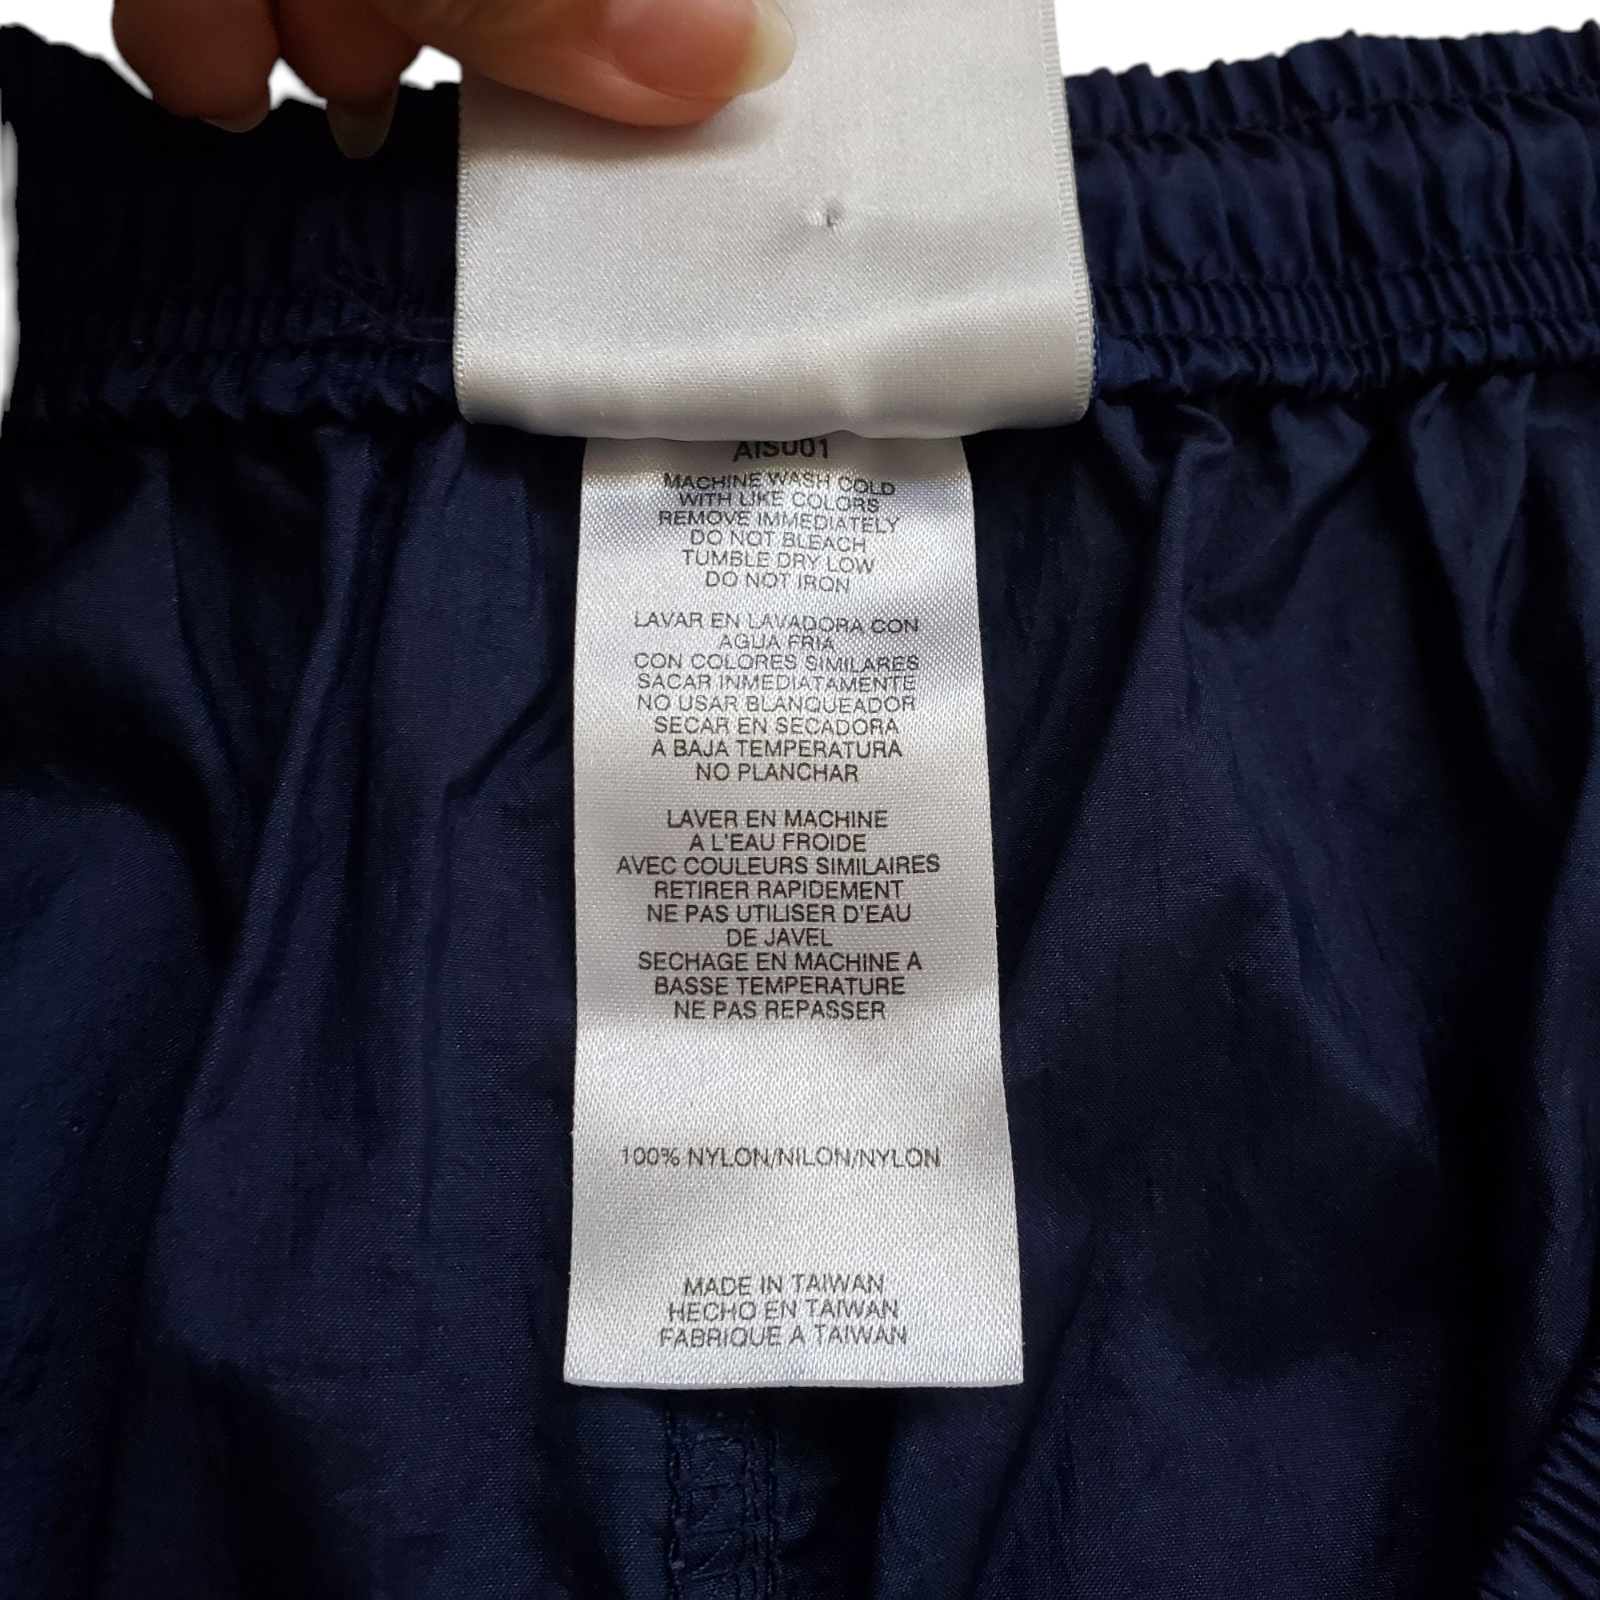 AIS001
MACHINE WASH COLD
WITH LIKE COLORS
REMOVE IMMEDIATELY
DO NOT BLEACH
TUMBLE DRY LOW
DO NOT IRON
LAVAR EN LAVADORA CON
AGUA FRIA
CON COLORES SIMILARES
SACAR INMEDIATAMENTE
NO USAR BLANQUEADOR
SECAR EN SECADORA
A BAJA TEMPERATURA
NO PLANCHAR
LAVER EN MACHINE
A L'EAU FROIDE
AVEC COULEURS SIMILAIRES
RETIRER RAPIDEMENT
NE PAS UTILISER D'EAU
DE JAVEL
SECHAGE EN MACHINE A
BASSE TEMPERATURE
NE PAS REPASSER
100% NYLON/NILON/NYLON
MADE IN TAIWAN
HECHO EN TAIWAN
FABRIQUE A TAIWAN